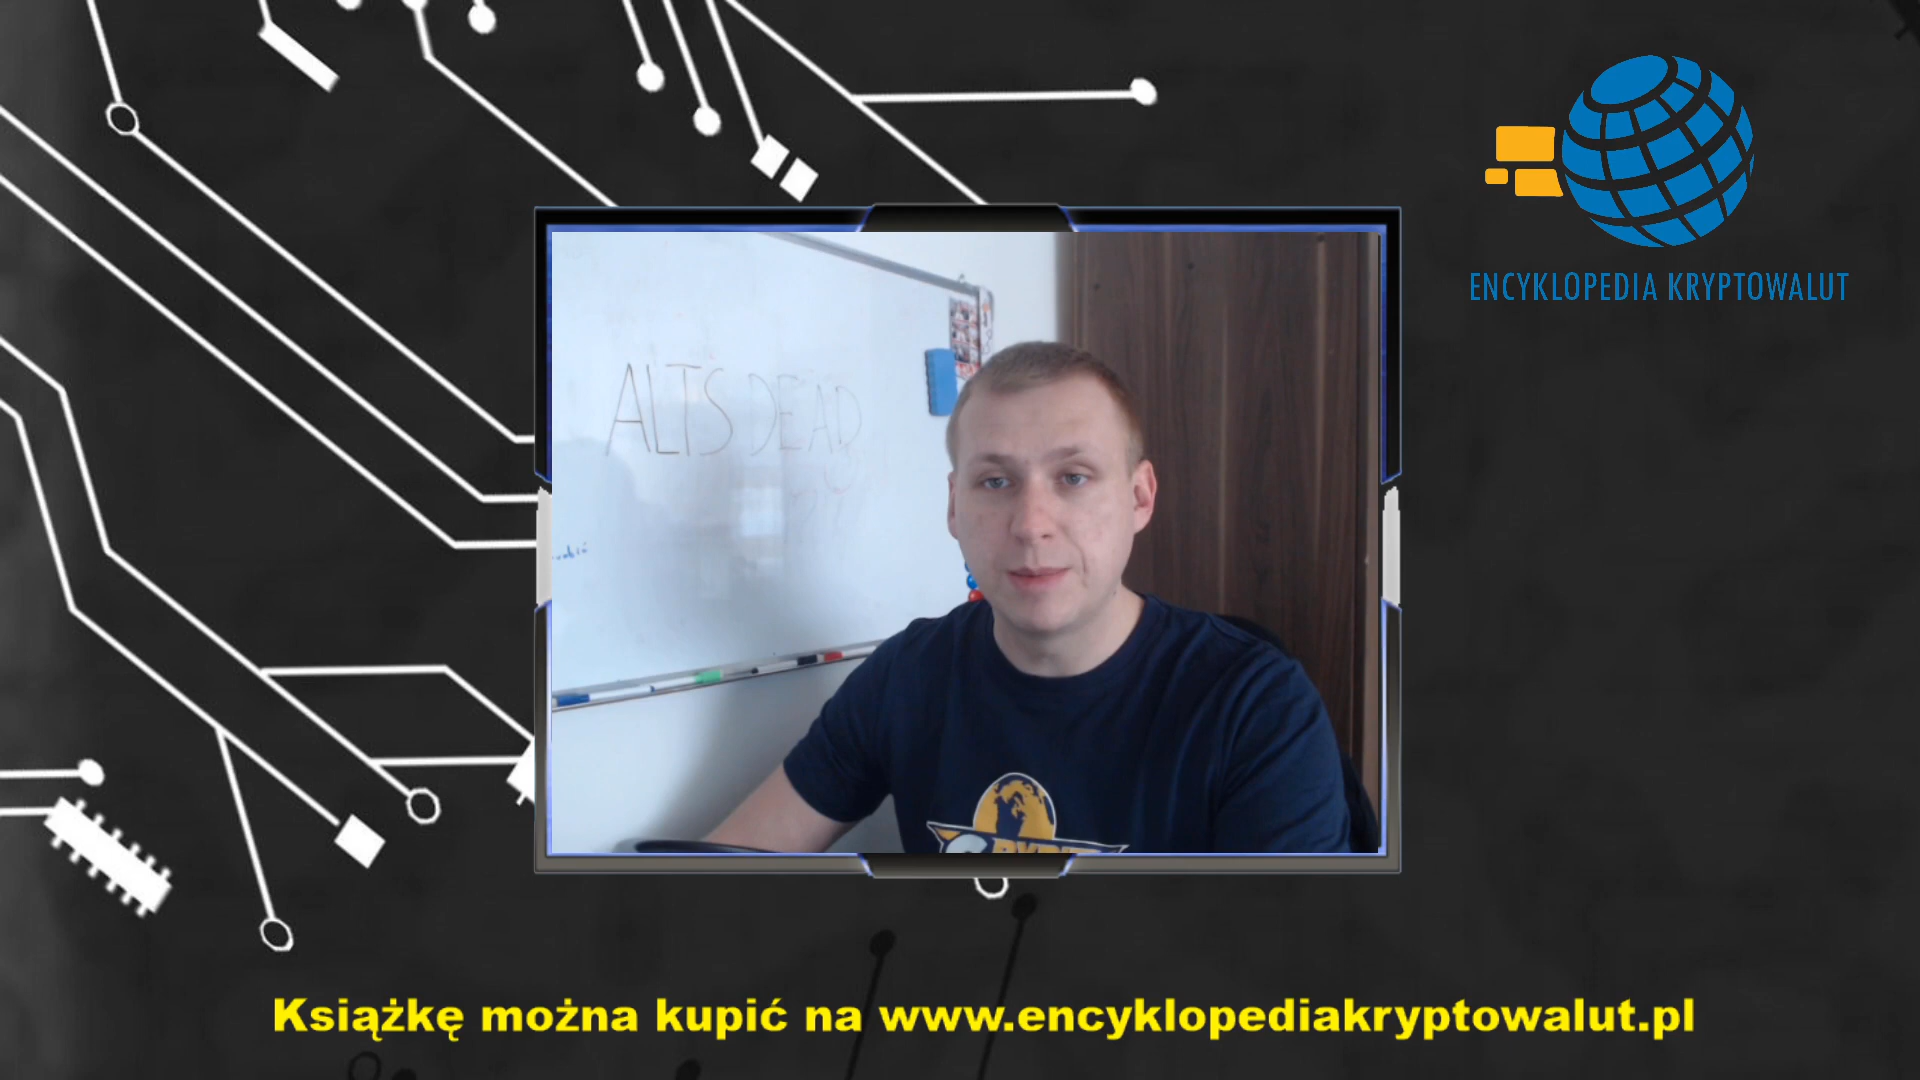 ENCYKLOPEDIA KRYPTOWALUT
ALTS DEAD
Książkę można kupić na www.encyklopediakryptowalut.pl